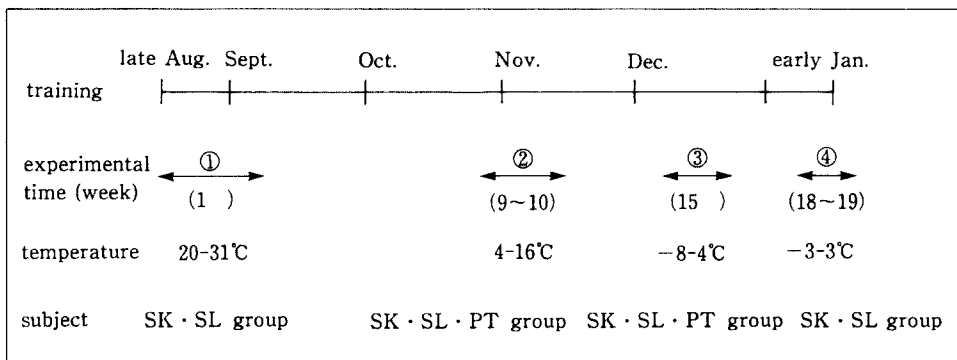 late Aug. Sept. Oct. Nov. Dec. early Jan.
training
experimental ① ② ③ ④
time (week) (1 ) (9~10) (15 ) (18~19)
temperature 20-31℃ 4-16℃ −8-4℃ −3-3℃
subject SK・SL group SK・SL・PT group SK・SL・PT group SK・SL group